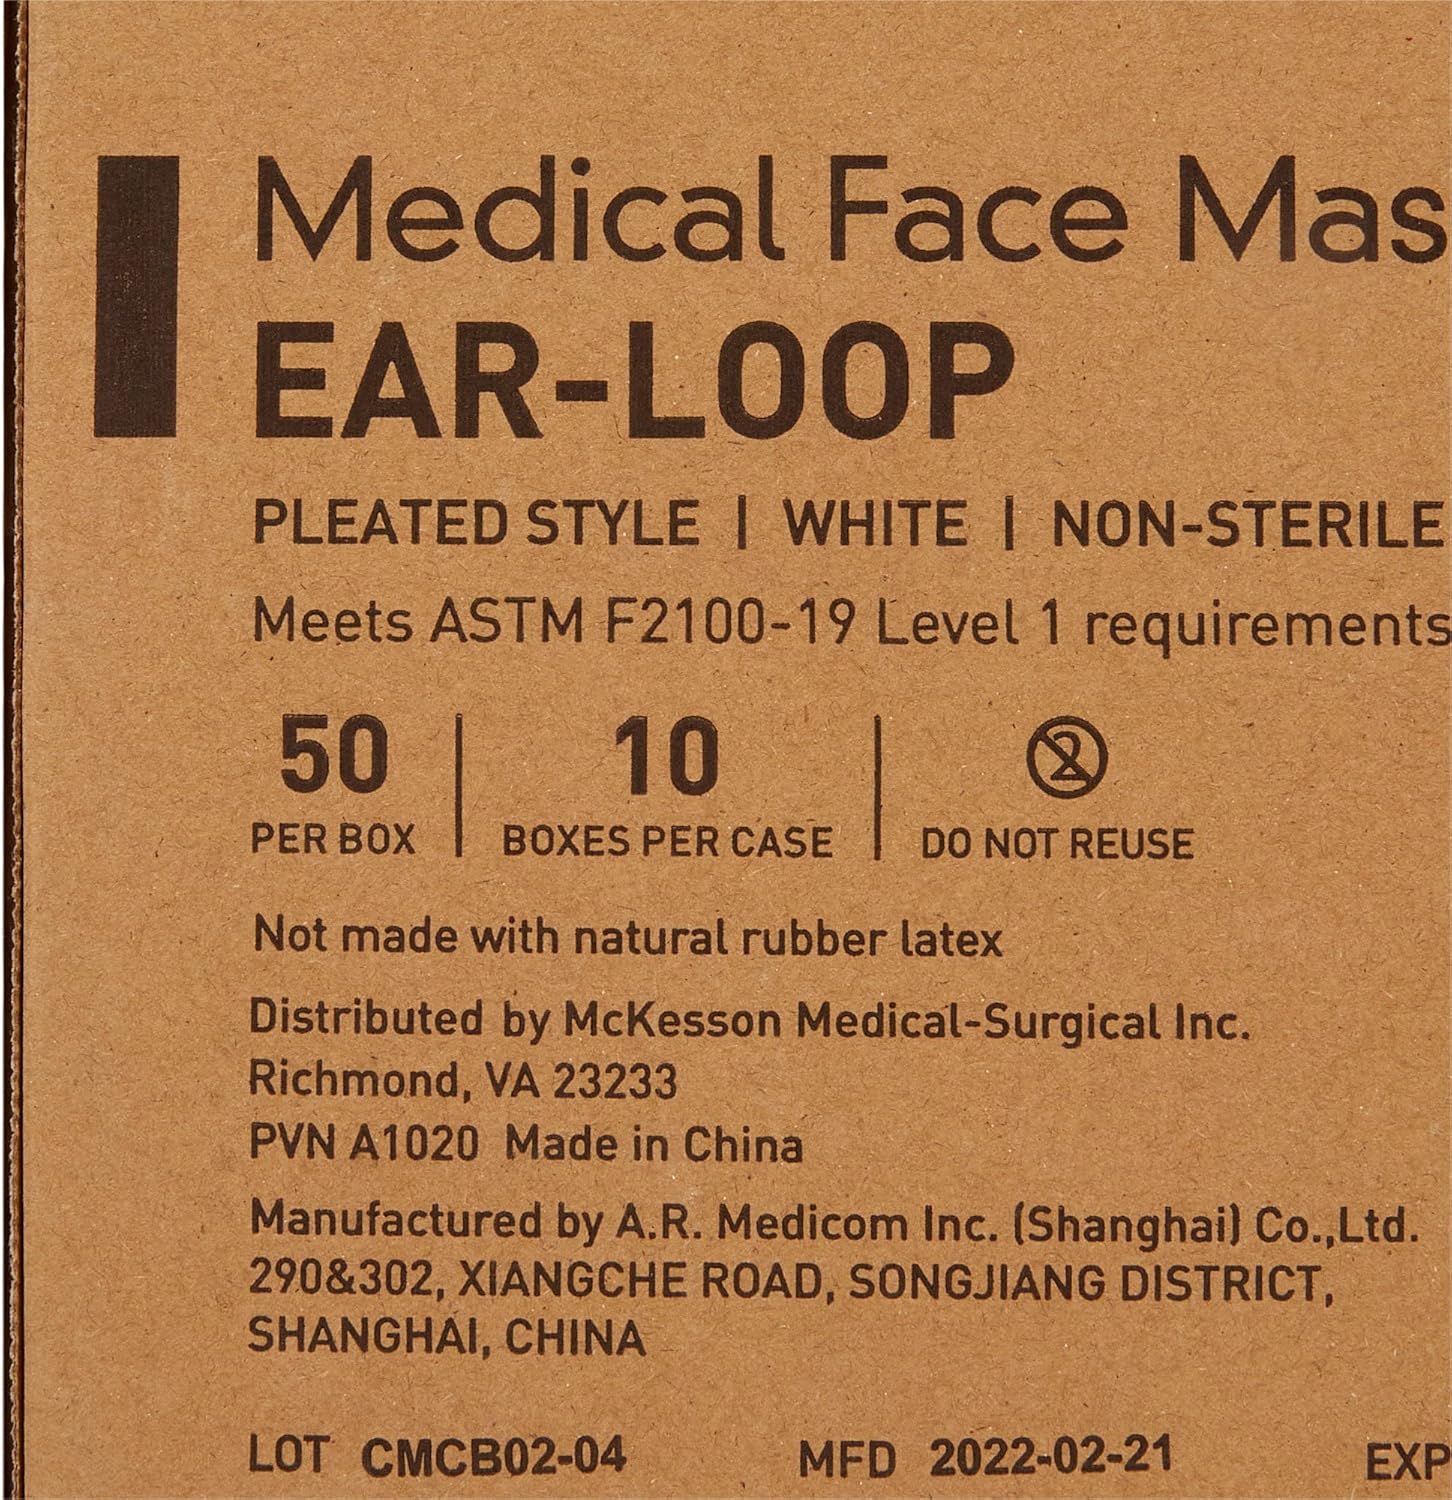 Medical Face Mas
EAR-LOOP
PLEATED STYLE | WHITE | NON-STERILE
Meets ASTM F2100-19 Level 1 requirements
50 PER BOX
10 BOXES PER CASE
2 DO NOT REUSE
Not made with natural rubber latex
Distributed by McKesson Medical-Surgical Inc.
Richmond, VA 23233
PVN A1020 Made in China
Manufactured by A.R. Medicom Inc. (Shanghai) Co.,Ltd.
290&302, XIANGCHE ROAD, SONGJIANG DISTRICT,
SHANGHAI, CHINA
LOT CMCB02-04 MFD 2022-02-21 EXP